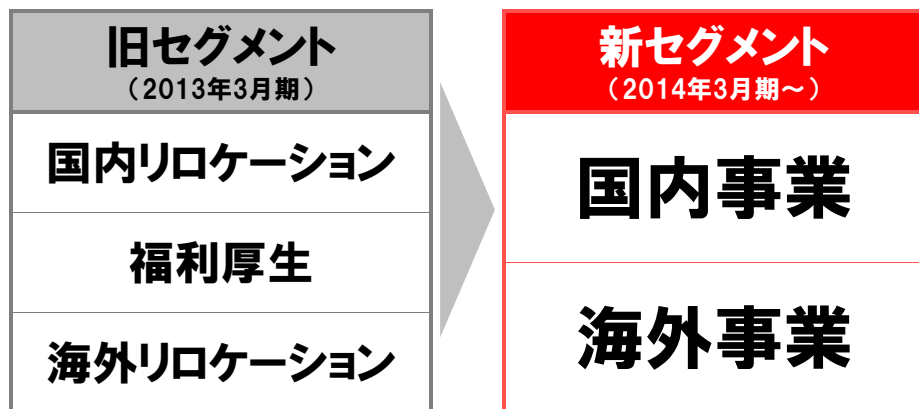 旧セグメント
（2013年3月期）
国内リロケーション
福利厚生
海外リロケーション
新セグメント
（2014年3月期～）
国内事業
海外事業